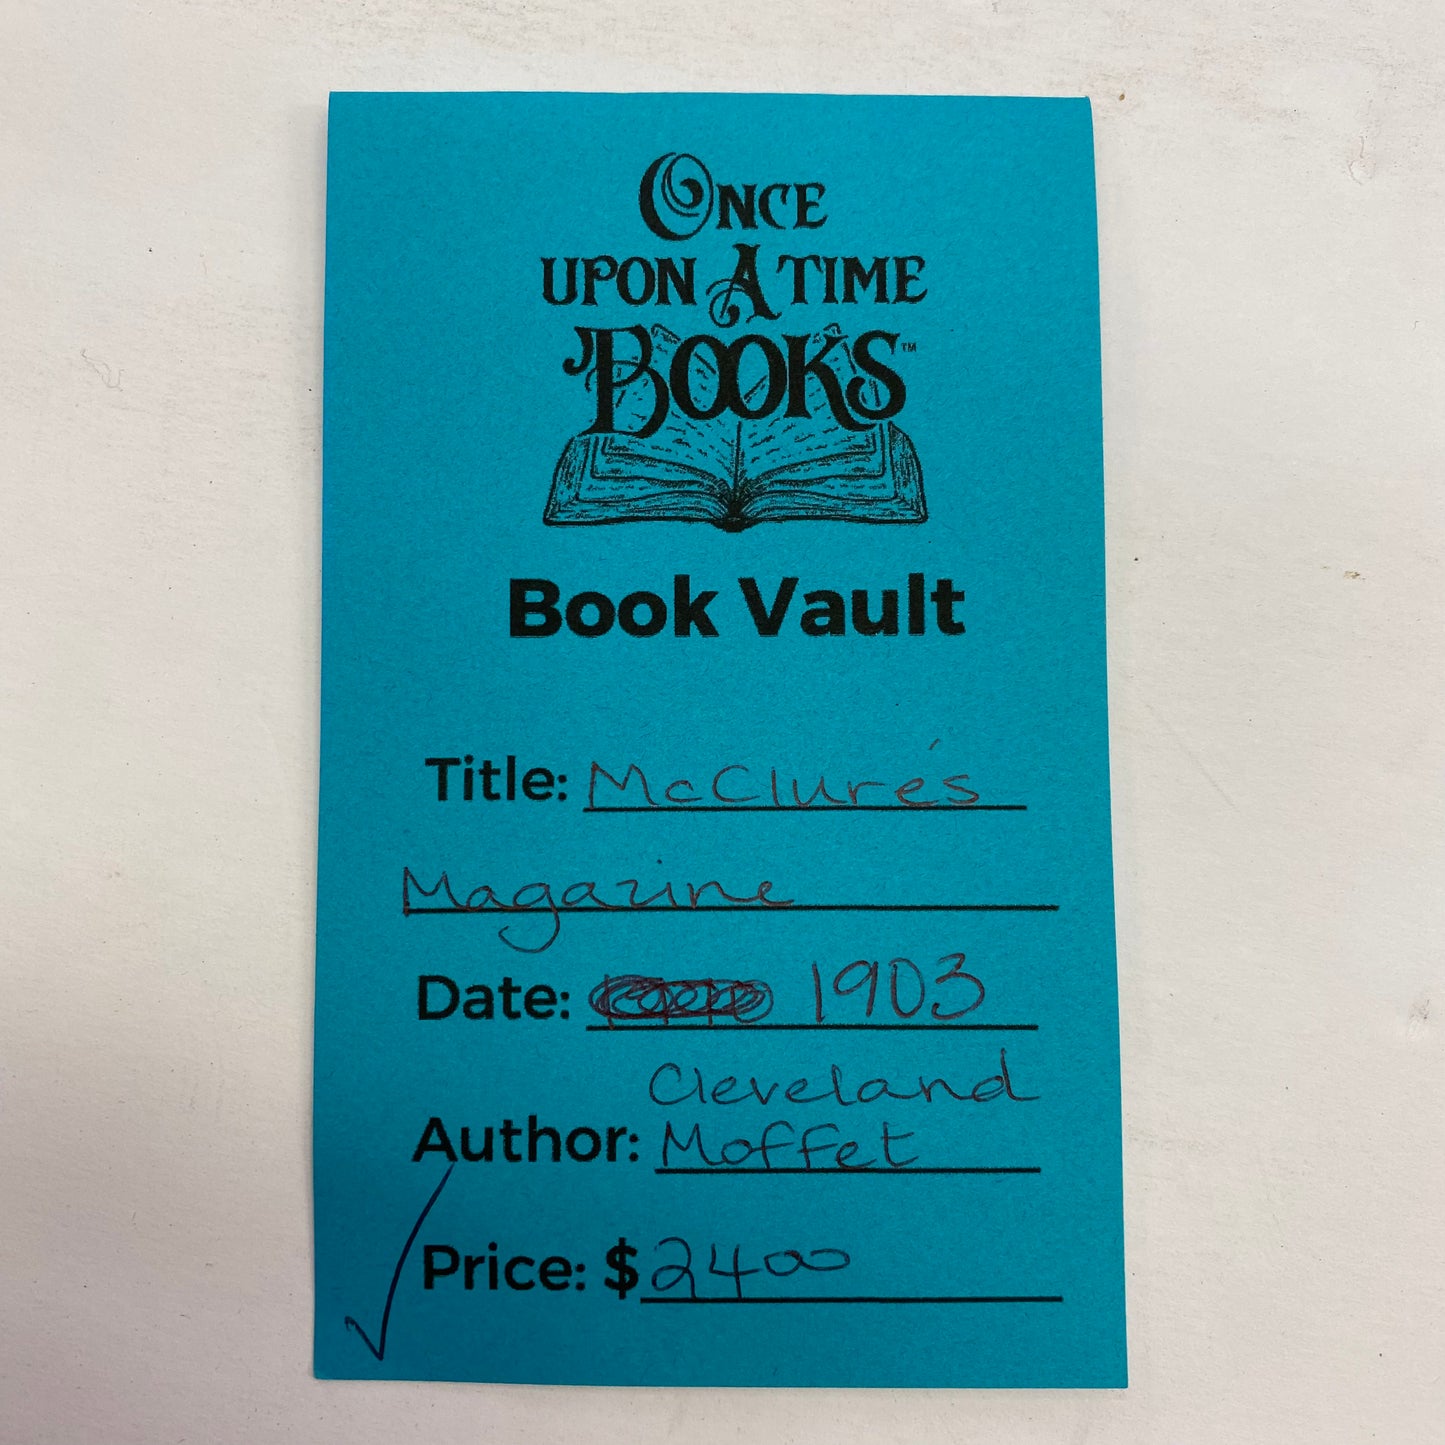 ONCE
UPON A TIME
BOOKS™
Book Vault
Title: McClure's
Magazine
Date: 1903
Cleveland
Author: Moffet
Price: $2400